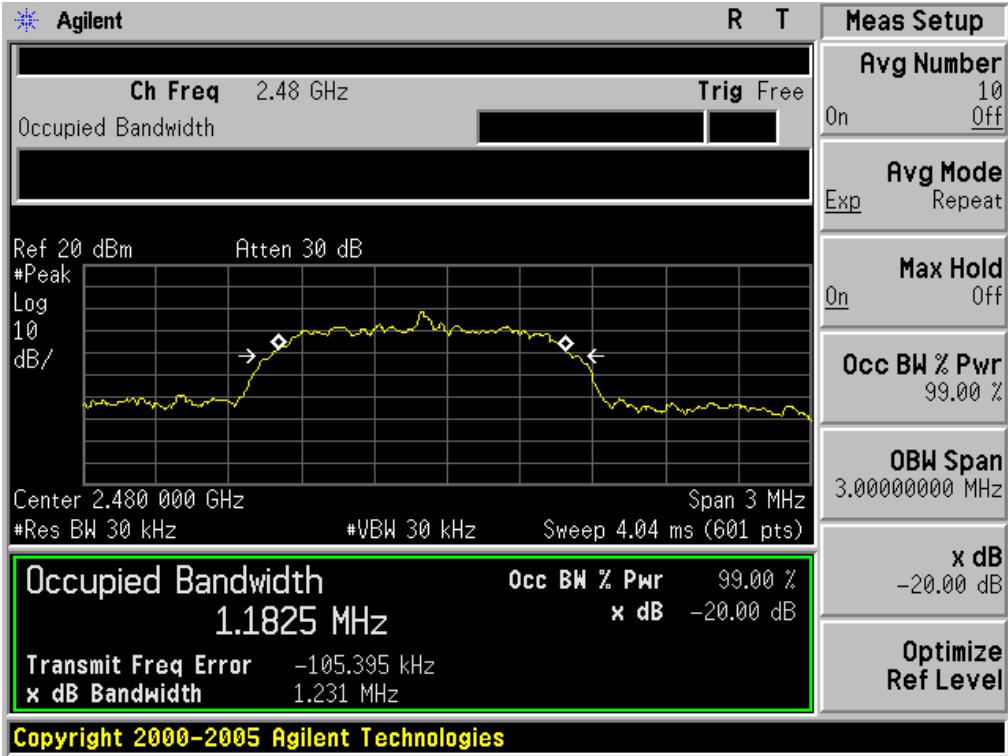 Agilent R T
Ch Freq 2.48 GHz Trig Free
Occupied Bandwidth
Ref 20 dBm Atten 30 dB
#Peak
Log
10
dB/
Center 2.480 000 GHz Span 3 MHz
#Res BW 30 kHz #VBW 30 kHz Sweep 4.04 ms (601 pts)
Occupied Bandwidth
1.1825 MHz
Occ BW % Pwr 99.00 %
x dB -20.00 dB
Transmit Freq Error -105.395 kHz
x dB Bandwidth 1.231 MHz
Meas Setup
Avg Number
10
On Off
Avg Mode
Exp Repeat
Max Hold
On Off
Occ BW % Pwr
99.00 %
OBW Span
3.00000000 MHz
x dB
-20.00 dB
Optimize
Ref Level
Copyright 2000-2005 Agilent Technologies